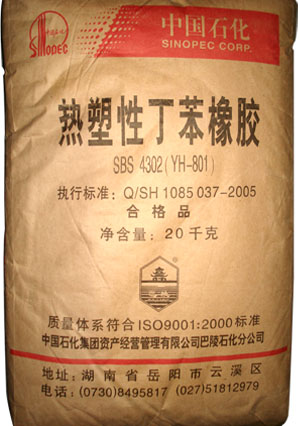 SINOPEC
中国石化
SINOPEC CORP.
热塑性丁苯橡胶
SBS 4302(YH-801)
执行标准: Q/SH 1085 037-2005
合格品
净含量: 20千克
质量体系符合ISO9001:2000标准
中国石化集团资产经营管理有限公司巴陵石化分公司
地址: 湖南省岳阳市云溪区
电话: (0730)8495817 (027)51812979